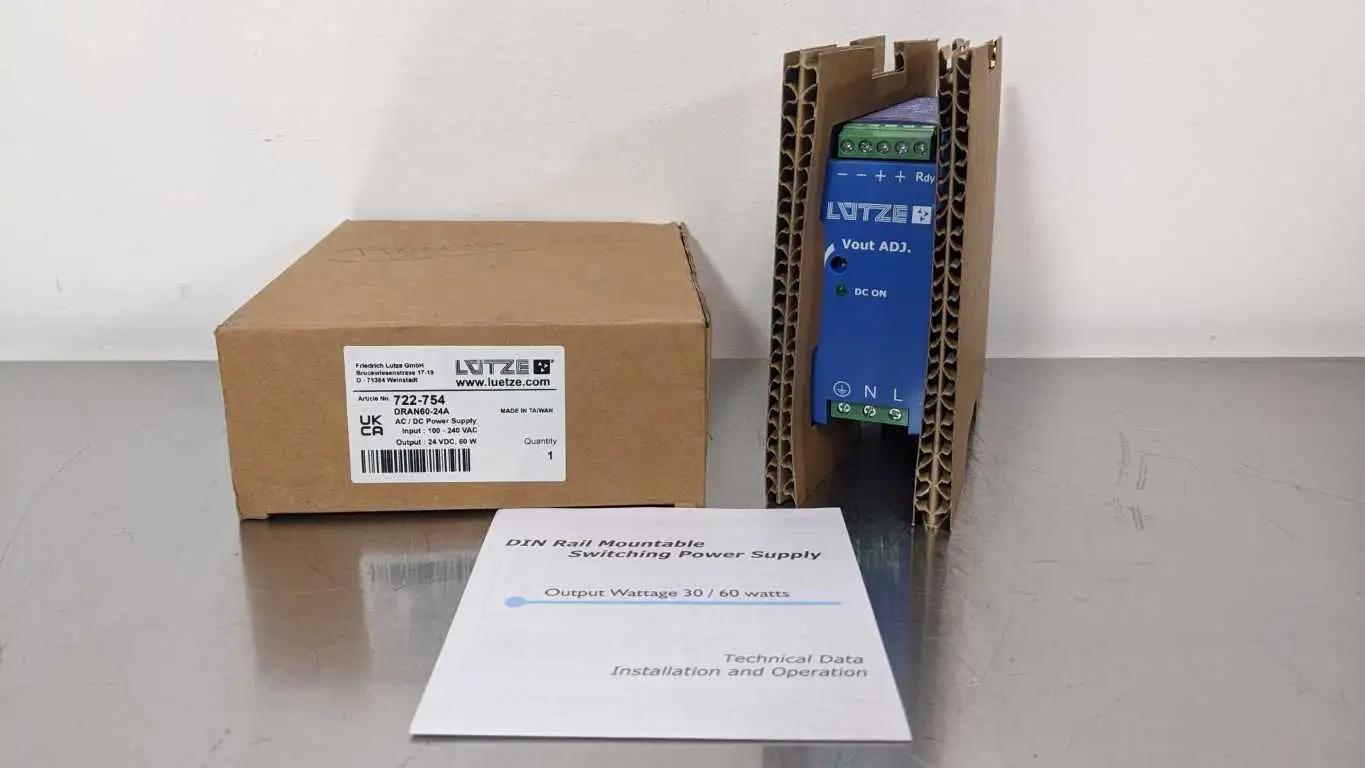 Friedrich Lutze GmbH
Bruckwiesenstrasse 17-19
D - 71384 Weinstadt
LÜTZE
www.luetze.com
Article No. 722-754
DRAN60-24A
MADE IN TAIWAN
UK
CA
AC / DC Power Supply
Input : 100 - 240 VAC
Output : 24 VDC, 60 W
Quantity
1
− − + + Rdy
LÜTZE
Vout ADJ.
DC ON
N L
DIN Rail Mountable
Switching Power Supply
Output Wattage 30 / 60 watts
Technical Data
Installation and Operation